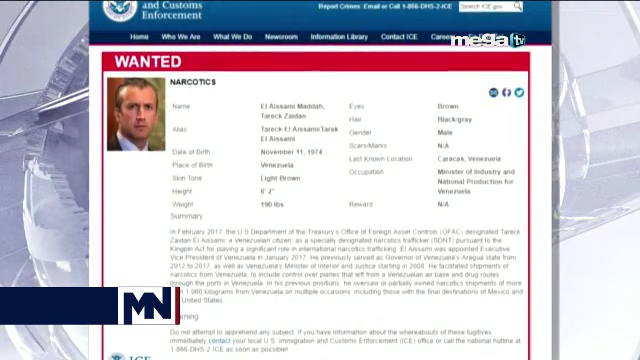 and Customs
Enforcement
Report Crimes: Email or Call 1-866-DHS-2-ICE
Search ICE.gov
Home Who We Are What We Do Newsroom Information Library Contact ICE
mega tv
WANTED
NARCOTICS
Name El Aissami Maddah, Tareck Zaidan
Alias Tareck El Aissami/Tarek El Aissami
Date of Birth November 11, 1974
Place of Birth Venezuela
Skin Tone Light Brown
Height 6' 2"
Weight 190 lbs
Eyes Brown
Hair Black/gray
Gender Male
Scars/Marks N/A
Last Known Location Caracas, Venezuela
Occupation Minister of Industry and National Production for Venezuela
Reward N/A
Summary
In February 2017, the U.S Department of the Treasury's Office of Foreign Asset Controls (OFAC) designated Tareck
Zaidan El Aissami, a Venezuelan citizen, as a specially designated narcotics trafficker (SDNT) pursuant to the
Kingpin Act for playing a significant role in international narcotics trafficking. El Aissami was appointed Executive
Vice President of Venezuela in January 2017. He previously served as Governor of Venezuela's Aragua state from
2012 to 2017, as well as Venezuela's Minister of Interior and Justice starting in 2008. He facilitated shipments of
narcotics from Venezuela, to include control over planes that left from a Venezuelan air base and drug routes
through the ports in Venezuela. In his previous positions, he oversaw or partially owned narcotics shipments of more
1,000 kilograms from Venezuela on multiple occasions, including those with the final destinations of Mexico and
United States.
MN
Do not attempt to apprehend any subject. If you have information about the whereabouts of these fugitives,
immediately contact your local U.S. Immigration and Customs Enforcement (ICE) office or call the national hotline at
1-866-DHS-2-ICE as soon as possible!
ICE